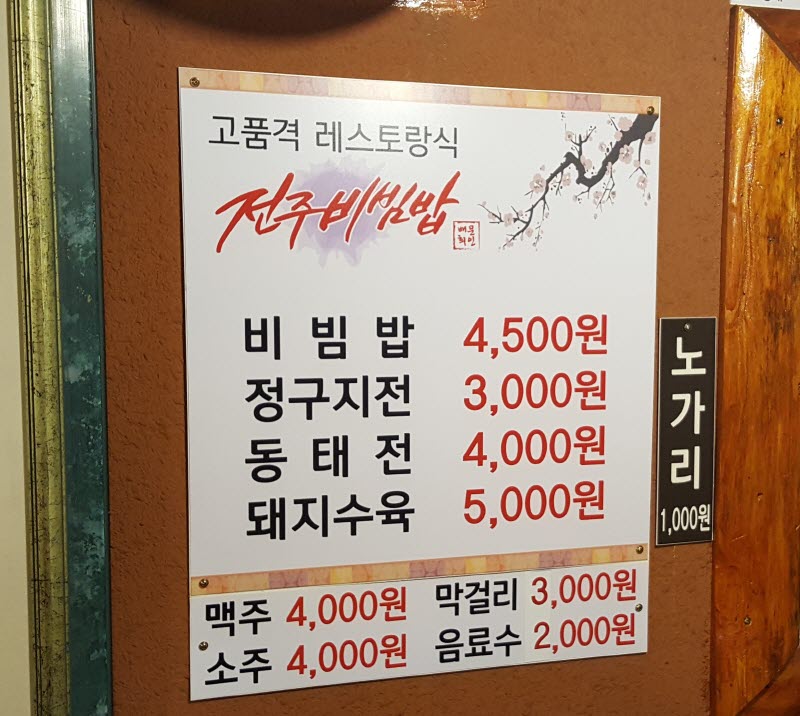 고품격 레스토랑식
전주비빔밥
비빔밥 4,500원
정구지전 3,000원
동태전 4,000원
돼지수육 5,000원
맥주 4,000원 막걸리 3,000원
소주 4,000원 음료수 2,000원
노가리
1,000원